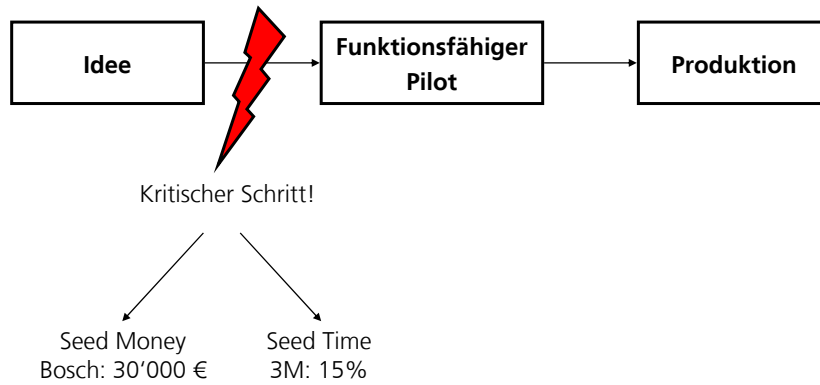 Idee
Funktionsfähiger
Pilot
Produktion
Kritischer Schritt!
Seed Money
Bosch: 30‘000 €
Seed Time
3M: 15%